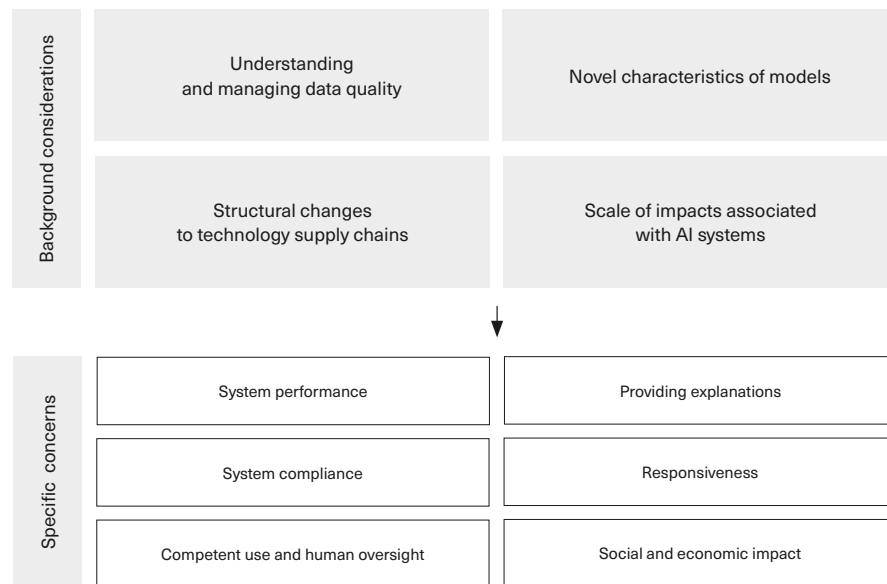 Background considerations
Understanding
and managing data quality
Novel characteristics of models
Structural changes
to technology supply chains
Scale of impacts associated
with AI systems
Specific concerns
System performance
Providing explanations
System compliance
Responsiveness
Competent use and human oversight
Social and economic impact